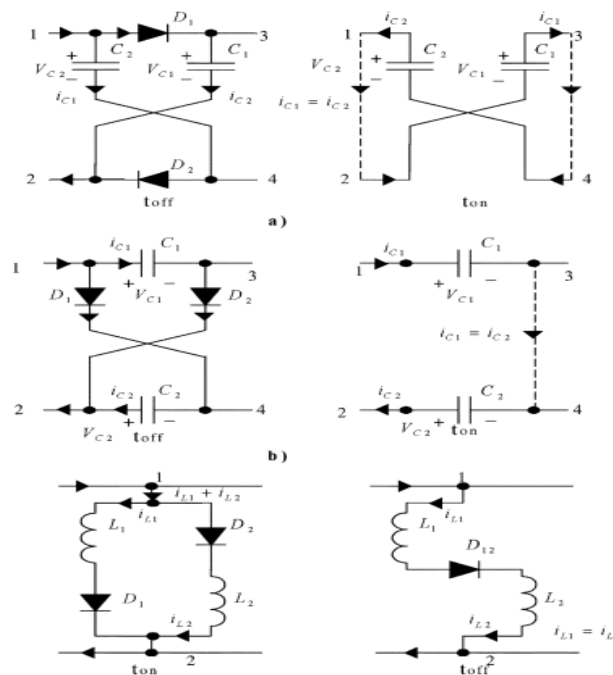 1 D1 3 iC2 iC1
1 3
+ C2 + C1 + C2 + C1
VC2 − VC1 − VC2 − VC1 −
iC1 iC2 iC1 = iC2
2 D2 4 2 4
toff ton
a)
1 iC1 C1 3 1 iC1 C1 3
D1 + VC1 − D2 + VC1 −
iC1 = iC2
2 iC2 C2 4 2 iC2 C2 4
VC2 + − VC2 + −
toff ton
b)
1 iL1 + iL2 1
iL1 iL1
L1 D2 L1
D12
D1 L2 L2
iL2 iL2 iL1 = iL
2 2
ton toff